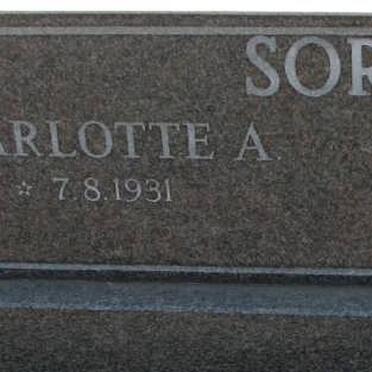 SOR
ARLOTTE A.
☆ 7.8.1931